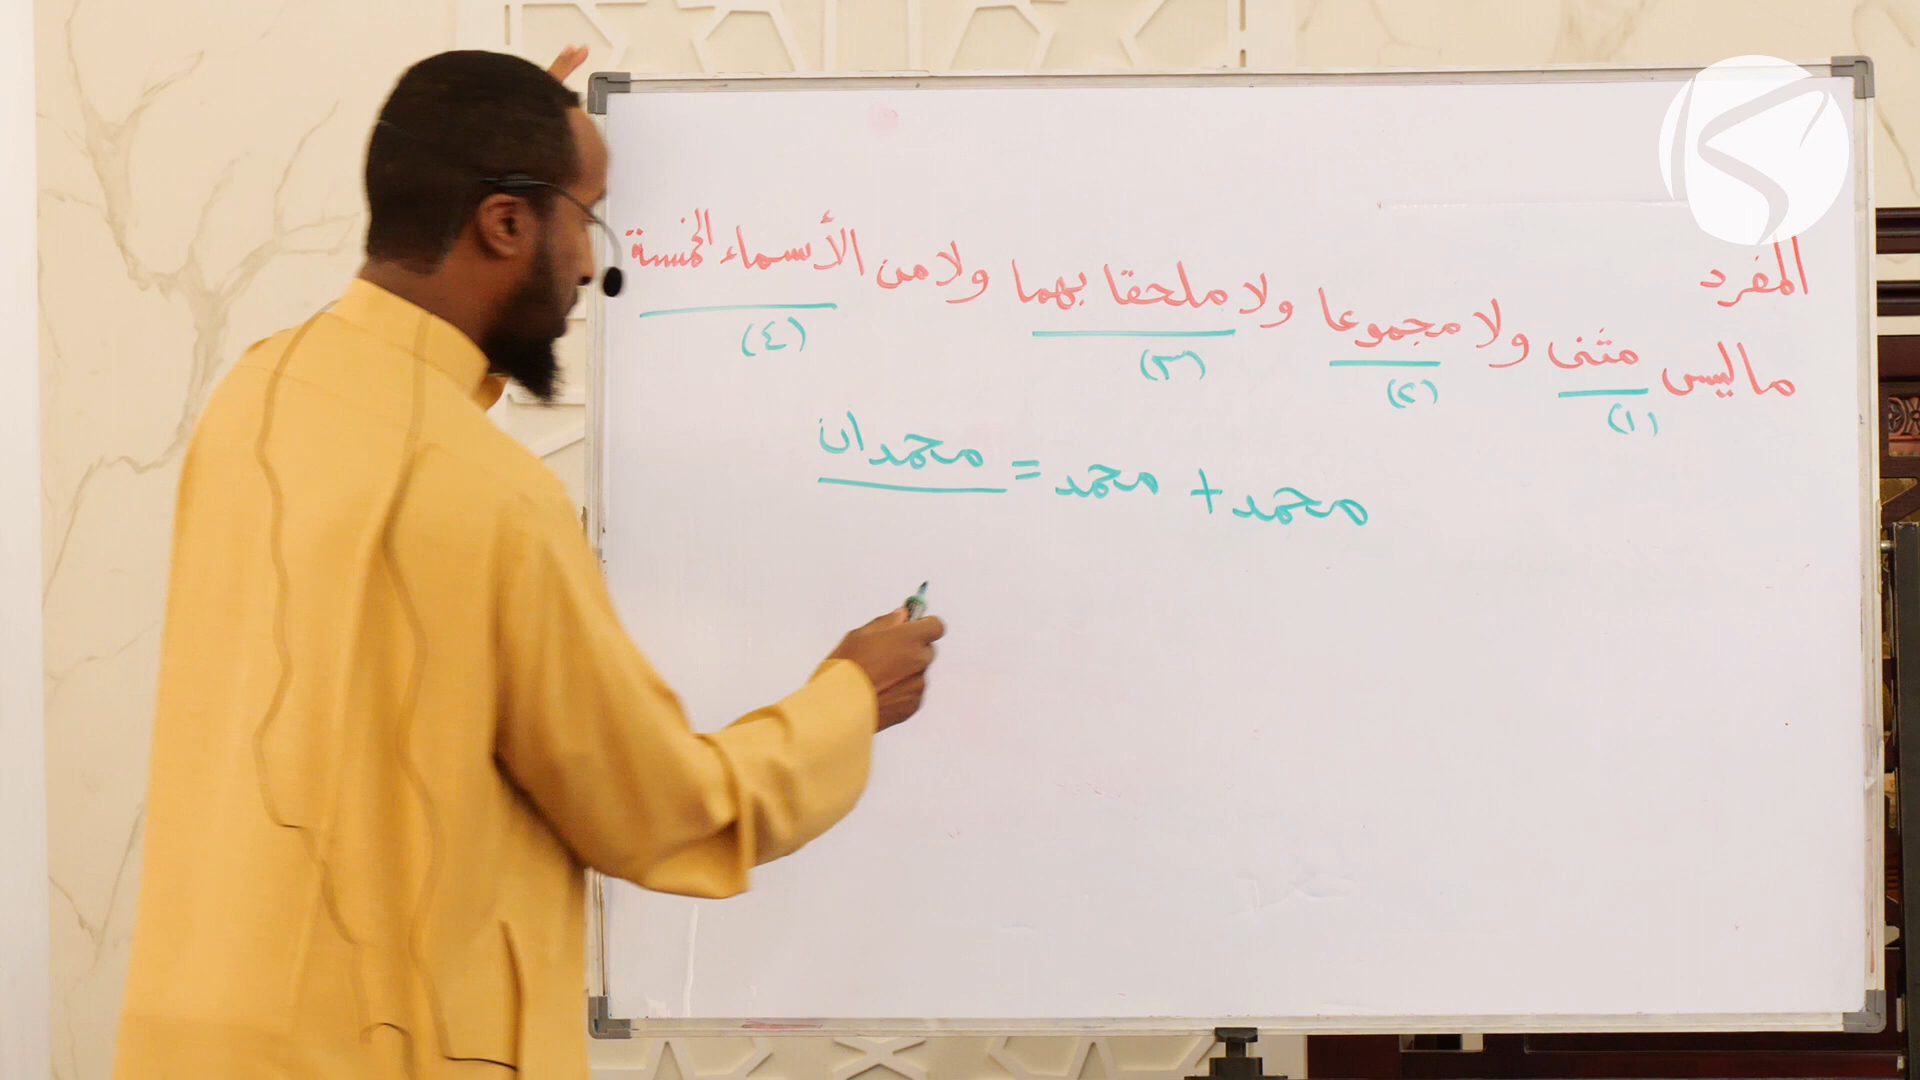 المفرد
ما ليس مثنى ولا مجموعا ولا ملحقا بهما ولا من الأسماء الخمسة
(١) (٢) (٣) (٤)
محمد + محمد = محمدان